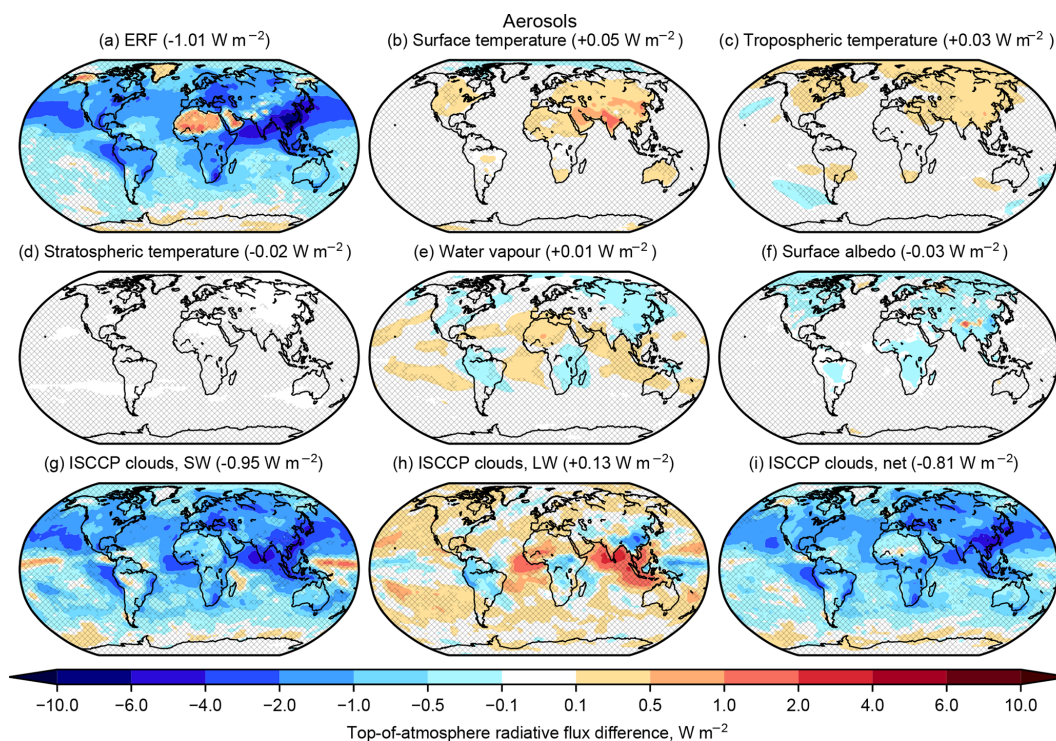 Aerosols
(a) ERF (-1.01 W m−2)
(b) Surface temperature (+0.05 W m−2)
(c) Tropospheric temperature (+0.03 W m−2)
(d) Stratospheric temperature (-0.02 W m−2)
(e) Water vapour (+0.01 W m−2)
(f) Surface albedo (-0.03 W m−2)
(g) ISCCP clouds, SW (-0.95 W m−2)
(h) ISCCP clouds, LW (+0.13 W m−2)
(i) ISCCP clouds, net (-0.81 W m−2)
−10.0 −6.0 −4.0 −2.0 −1.0 −0.5 −0.1 0.1 0.5 1.0 2.0 4.0 6.0 10.0
Top-of-atmosphere radiative flux difference, W m−2